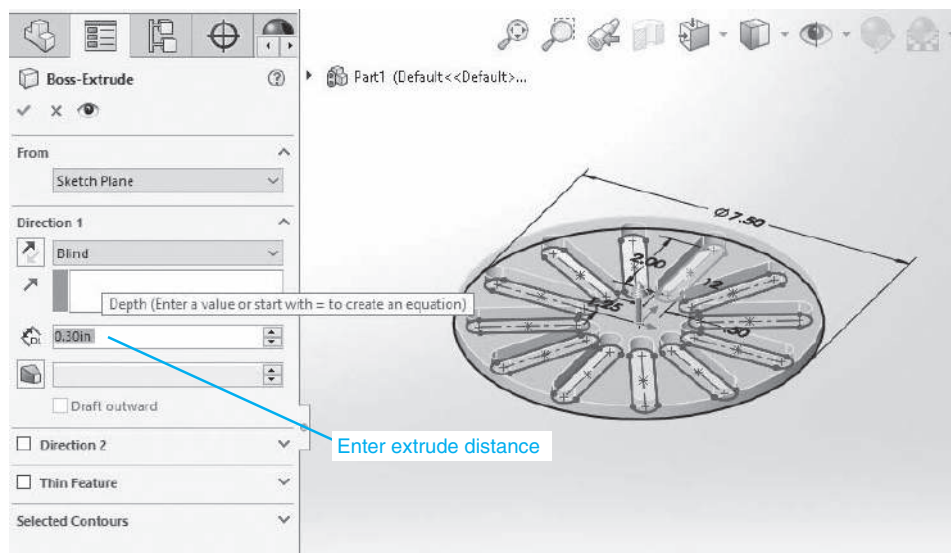 Boss-Extrude
Part1 (Default<<Default>...
From
Sketch Plane
Direction 1
Blind
Depth (Enter a value or start with = to create an equation)
0.30in
Draft outward
Direction 2
Thin Feature
Selected Contours
Enter extrude distance
Ø7.50
2.00
12